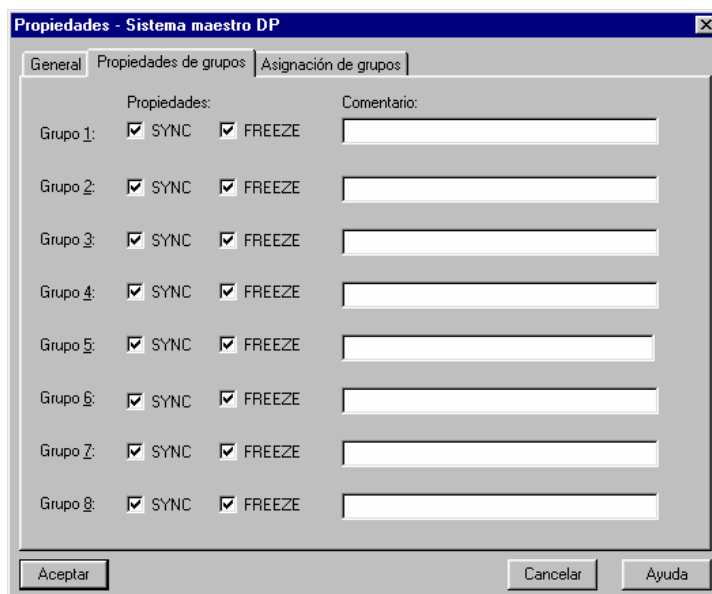 Propiedades - Sistema maestro DP
General Propiedades de grupos Asignación de grupos
Propiedades: Comentario:
Grupo 1: SYNC FREEZE
Grupo 2: SYNC FREEZE
Grupo 3: SYNC FREEZE
Grupo 4: SYNC FREEZE
Grupo 5: SYNC FREEZE
Grupo 6: SYNC FREEZE
Grupo 7: SYNC FREEZE
Grupo 8: SYNC FREEZE
Aceptar Cancelar Ayuda